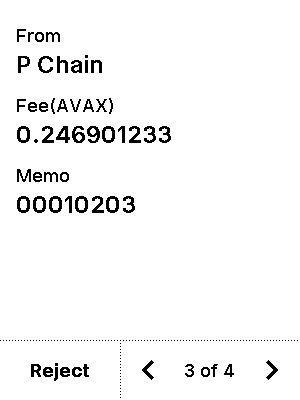 From
P Chain
Fee(AVAX)
0.246901233
Memo
00010203
Reject
3 of 4